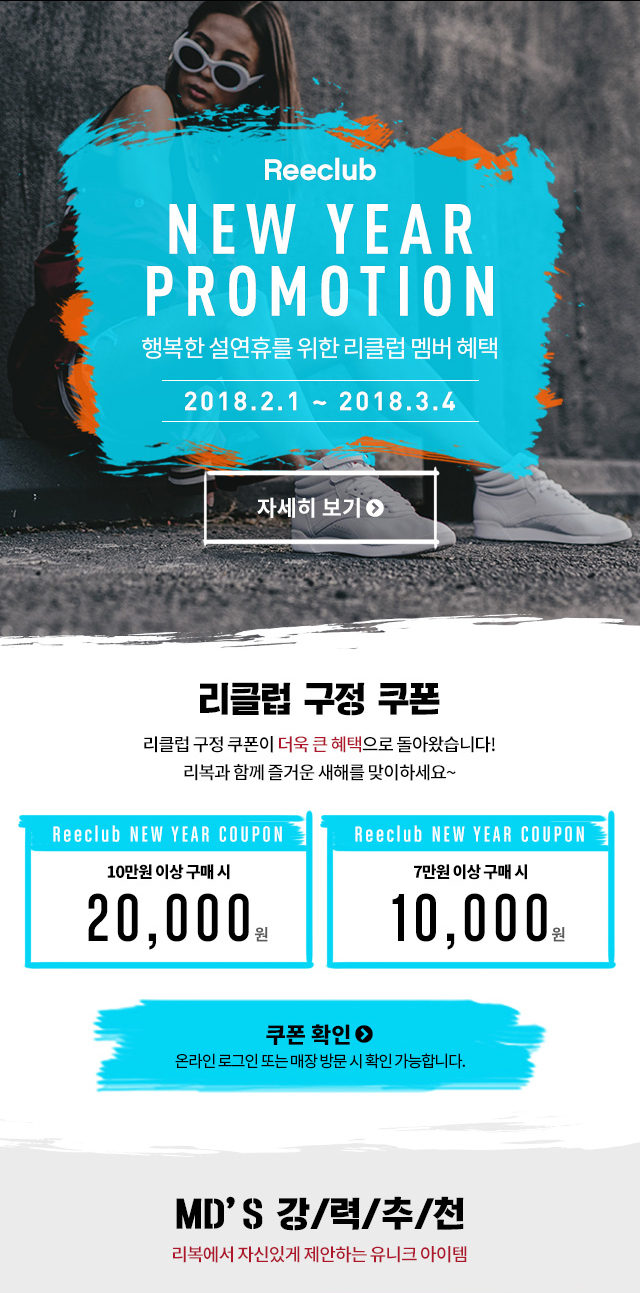 Reeclub
NEW YEAR
PROMOTION
행복한 설연휴를 위한 리클럽 멤버 혜택
2018.2.1 ~ 2018.3.4
자세히 보기
리클럽 구정 쿠폰
리클럽 구정 쿠폰이 더욱 큰 혜택으로 돌아왔습니다!
리복과 함께 즐거운 새해를 맞이하세요~
Reeclub NEW YEAR COUPON
10만원 이상 구매 시
20,000원
Reeclub NEW YEAR COUPON
7만원 이상 구매 시
10,000원
쿠폰 확인
온라인 로그인 또는 매장 방문 시 확인 가능합니다.
MD'S 강/력/추/천
리복에서 자신있게 제안하는 유니크 아이템